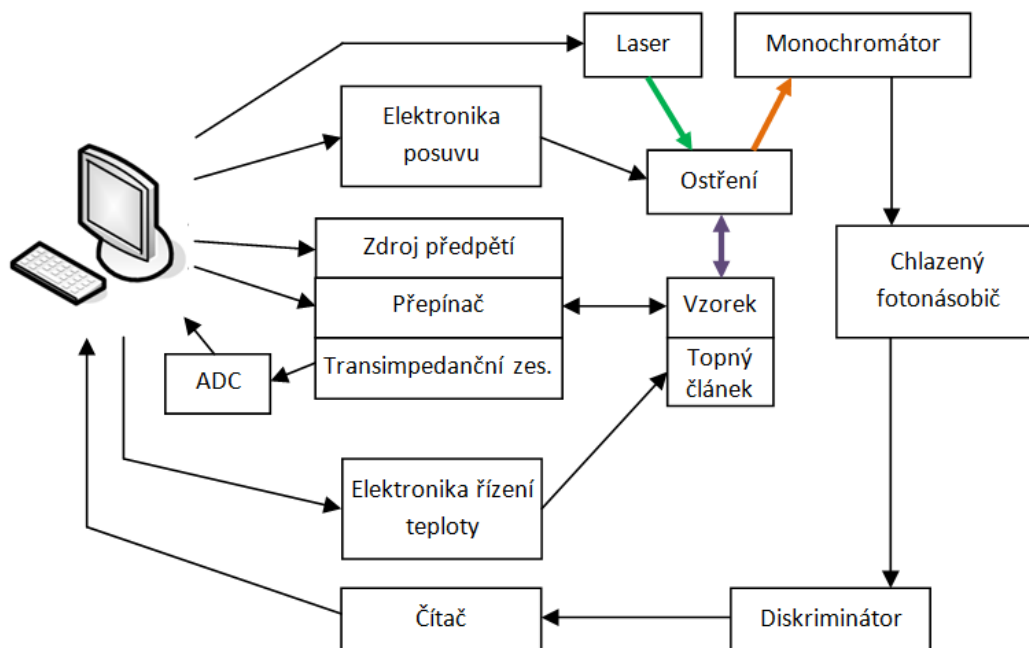 Laser
Monochromátor
Elektronika
posuvu
Ostření
Zdroj předpětí
Chlazený
fotonásobič
Přepínač
Vzorek
Transimpedanční zes.
Topný
článek
ADC
Elektronika řízení
teploty
Čítač
Diskriminátor